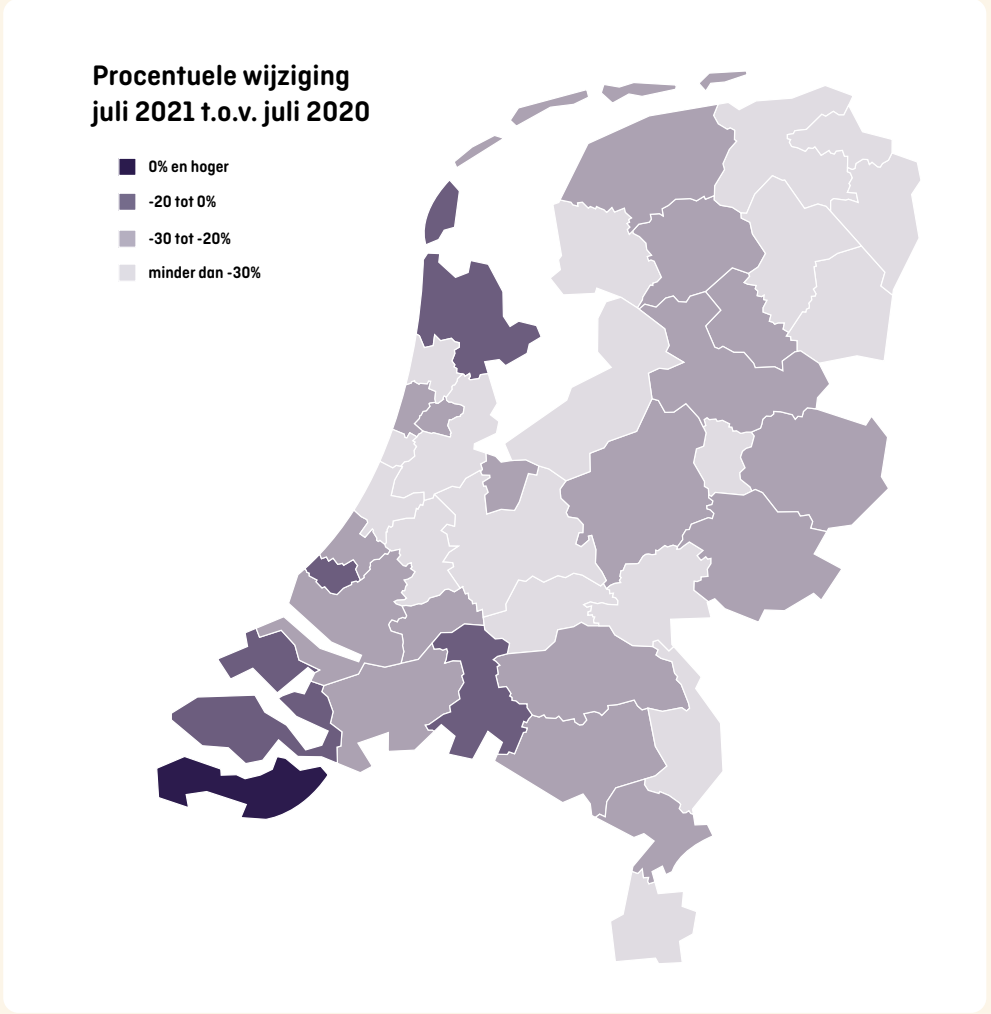 Procentuele wijziging
juli 2021 t.o.v. juli 2020
0% en hoger
-20 tot 0%
-30 tot -20%
minder dan -30%